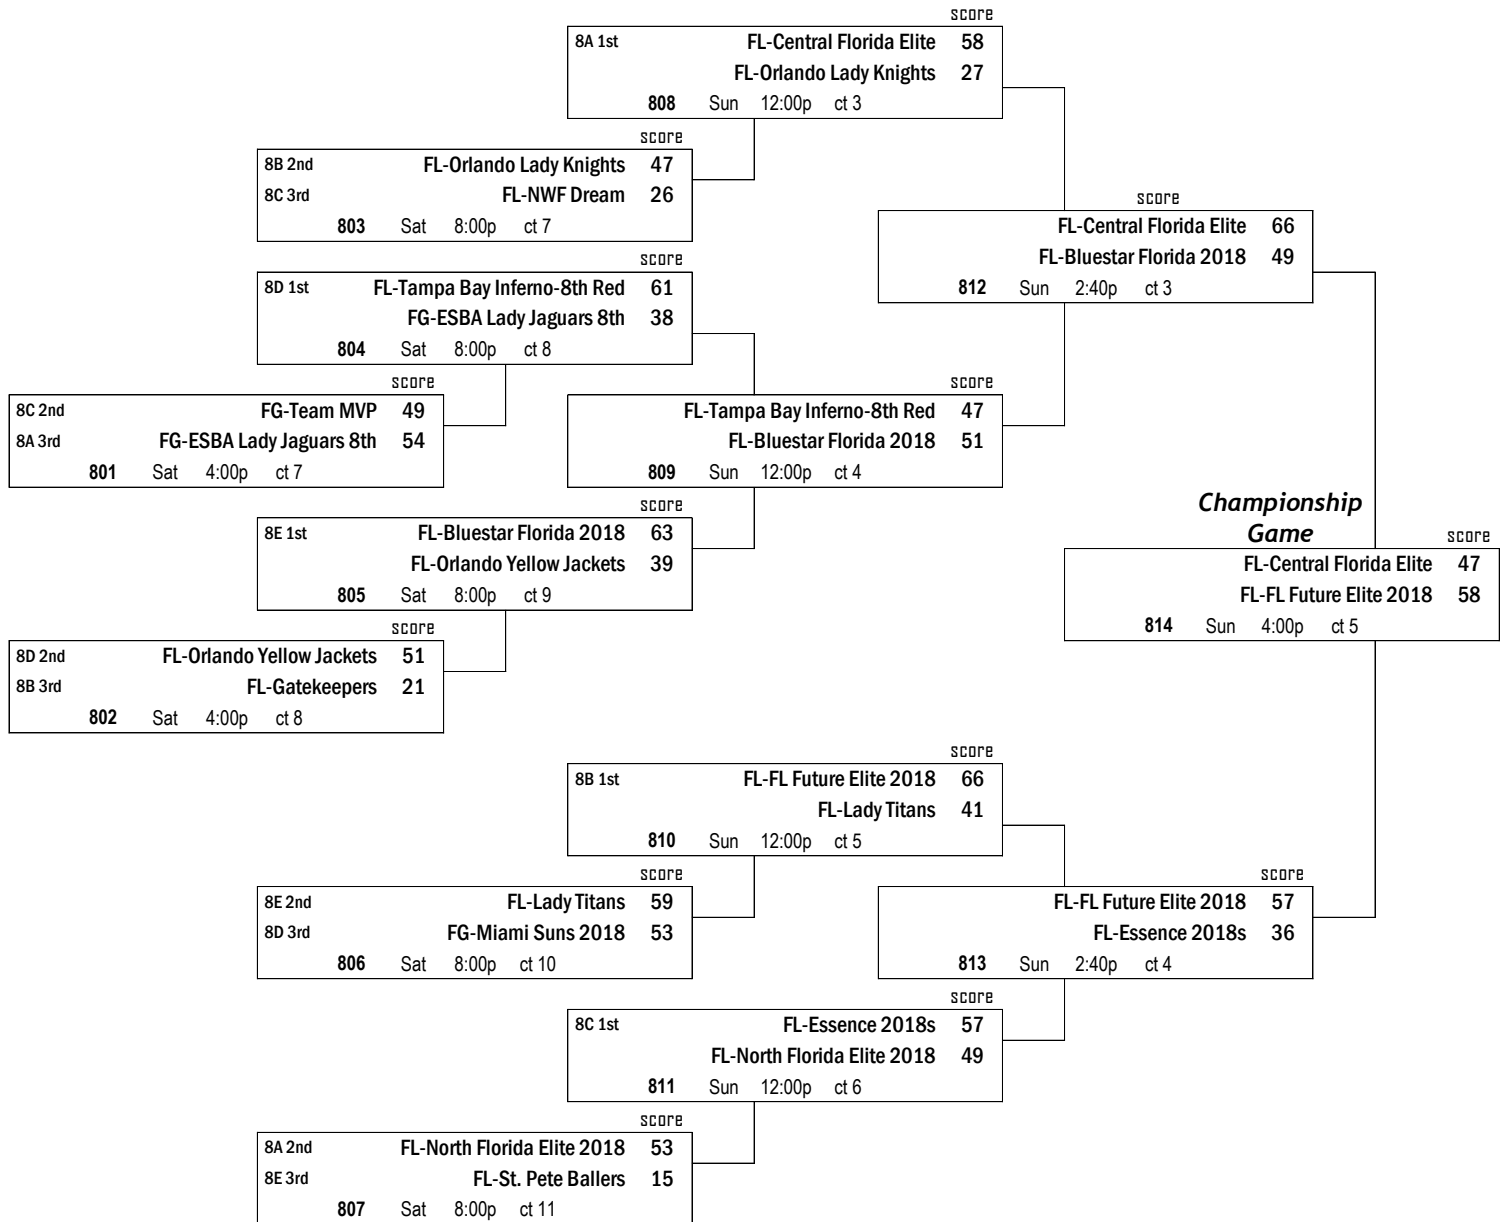 score
8A 1st FL-Central Florida Elite 58
FL-Orlando Lady Knights 27
808 Sun 12:00p ct 3
score
8B 2nd FL-Orlando Lady Knights 47
8C 3rd FL-NWF Dream 26
803 Sat 8:00p ct 7
score
FL-Central Florida Elite 66
FL-Bluestar Florida 2018 49
812 Sun 2:40p ct 3
score
8D 1st FL-Tampa Bay Inferno-8th Red 61
FG-ESBA Lady Jaguars 8th 38
804 Sat 8:00p ct 8
score
8C 2nd FG-Team MVP 49
8A 3rd FG-ESBA Lady Jaguars 8th 54
801 Sat 4:00p ct 7
score
FL-Tampa Bay Inferno-8th Red 47
FL-Bluestar Florida 2018 51
809 Sun 12:00p ct 4
score
8E 1st FL-Bluestar Florida 2018 63
FL-Orlando Yellow Jackets 39
805 Sat 8:00p ct 9
Championship
Game
score
FL-Central Florida Elite 47
FL-FL Future Elite 2018 58
814 Sun 4:00p ct 5
score
8D 2nd FL-Orlando Yellow Jackets 51
8B 3rd FL-Gatekeepers 21
802 Sat 4:00p ct 8
score
8B 1st FL-FL Future Elite 2018 66
FL-Lady Titans 41
810 Sun 12:00p ct 5
score
8E 2nd FL-Lady Titans 59
8D 3rd FG-Miami Suns 2018 53
806 Sat 8:00p ct 10
score
FL-FL Future Elite 2018 57
FL-Essence 2018s 36
813 Sun 2:40p ct 4
score
8C 1st FL-Essence 2018s 57
FL-North Florida Elite 2018 49
811 Sun 12:00p ct 6
score
8A 2nd FL-North Florida Elite 2018 53
8E 3rd FL-St. Pete Ballers 15
807 Sat 8:00p ct 11